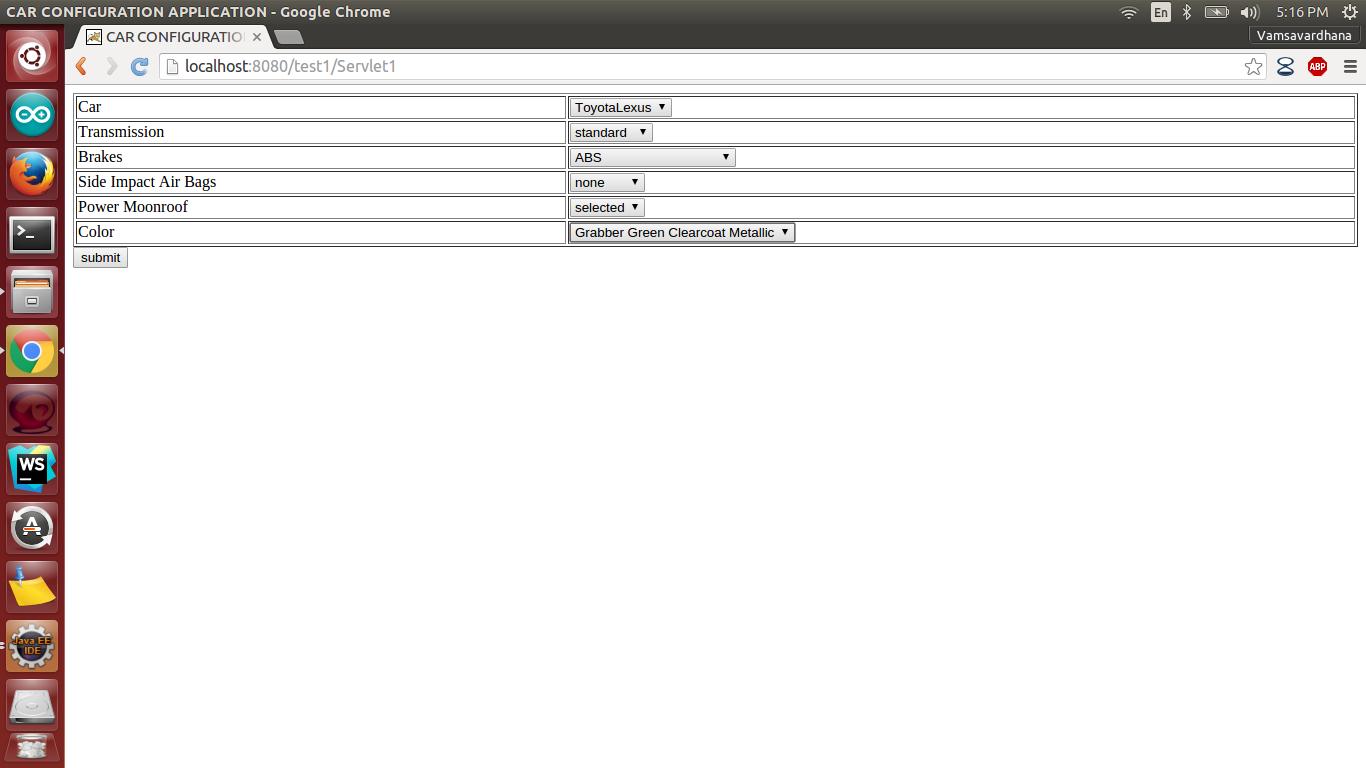 CAR CONFIGURATION APPLICATION - Google Chrome
En
5:16 PM
CAR CONFIGURATIO
Vamsavardhana
localhost:8080/test1/Servlet1
ABP
Car ToyotaLexus
Transmission standard
Brakes ABS
Side Impact Air Bags none
Power Moonroof selected
Color Grabber Green Clearcoat Metallic
submit
WS
Java EE
IDE